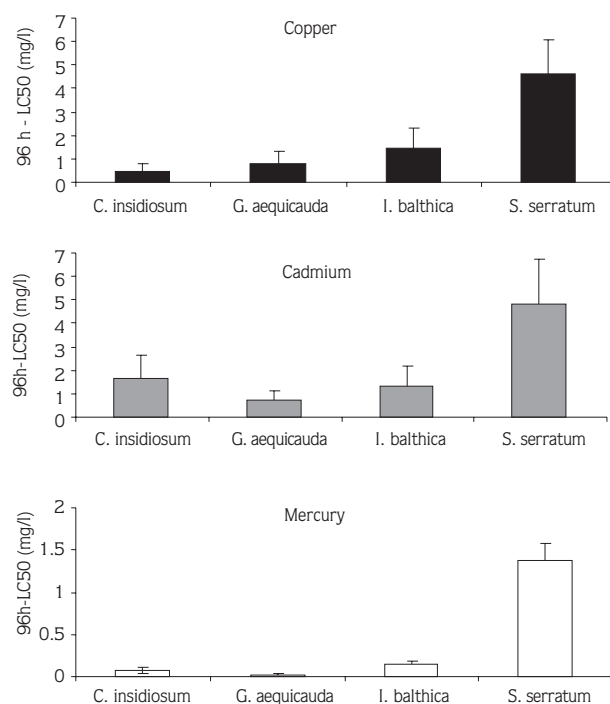 Copper
96 h - LC50 (mg/l)
7
6
5
4
3
2
1
0
C. insidiosum G. aequicauda I. balthica S. serratum
Cadmium
96h-LC50 (mg/l)
7
6
5
4
3
2
1
0
C. insidiosum G. aequicauda I. balthica S. serratum
Mercury
96h-LC50 (mg/l)
2
1.5
1
0.5
0
C. insidiosum G. aequicauda I. balthica S. serratum